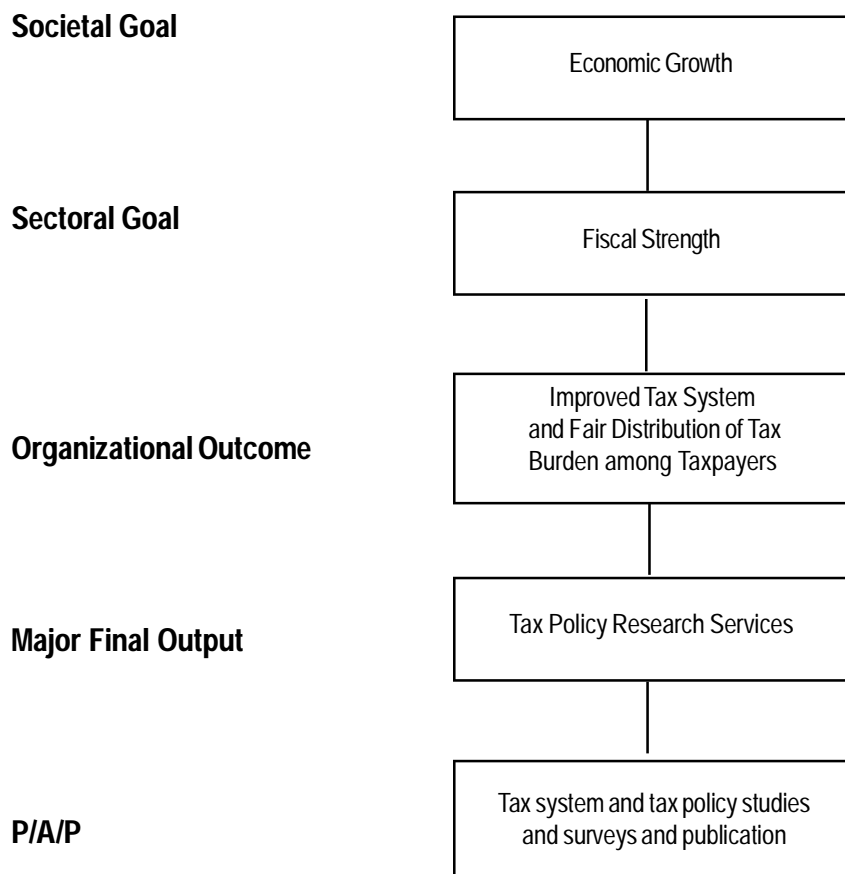 Societal Goal
Economic Growth
Sectoral Goal
Fiscal Strength
Organizational Outcome
Improved Tax System
and Fair Distribution of Tax
Burden among Taxpayers
Major Final Output
Tax Policy Research Services
P/A/P
Tax system and tax policy studies
and surveys and publication